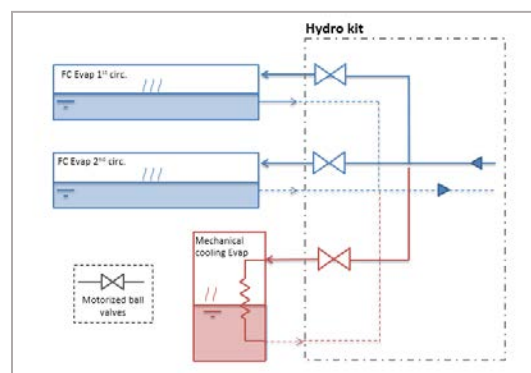 Hydro kit
FC Evap 1st circ.
FC Evap 2nd circ.
Mechanical
cooling Evap
Motorized ball
valves